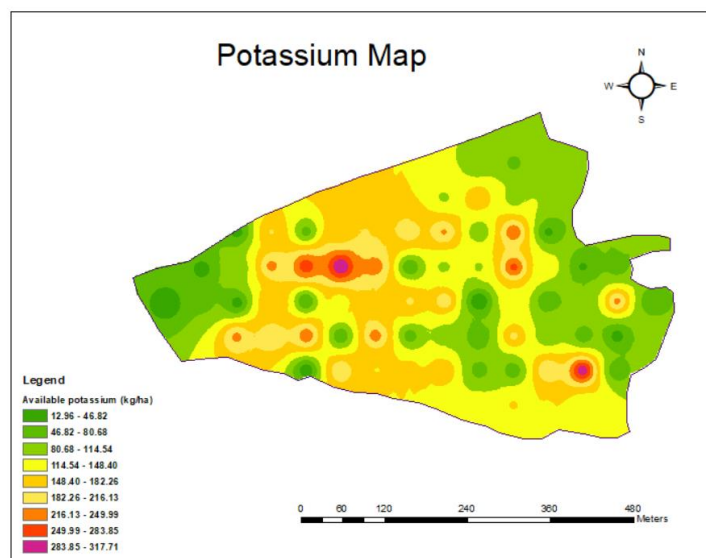 Potassium Map
N
W E
S
Legend
Available potassium (kg/ha)
12.96 - 46.82
46.82 - 80.68
80.68 - 114.54
114.54 - 148.40
148.40 - 182.26
182.26 - 216.13
216.13 - 249.99
249.99 - 283.85
283.85 - 317.71
0 60 120 240 360 480
Meters